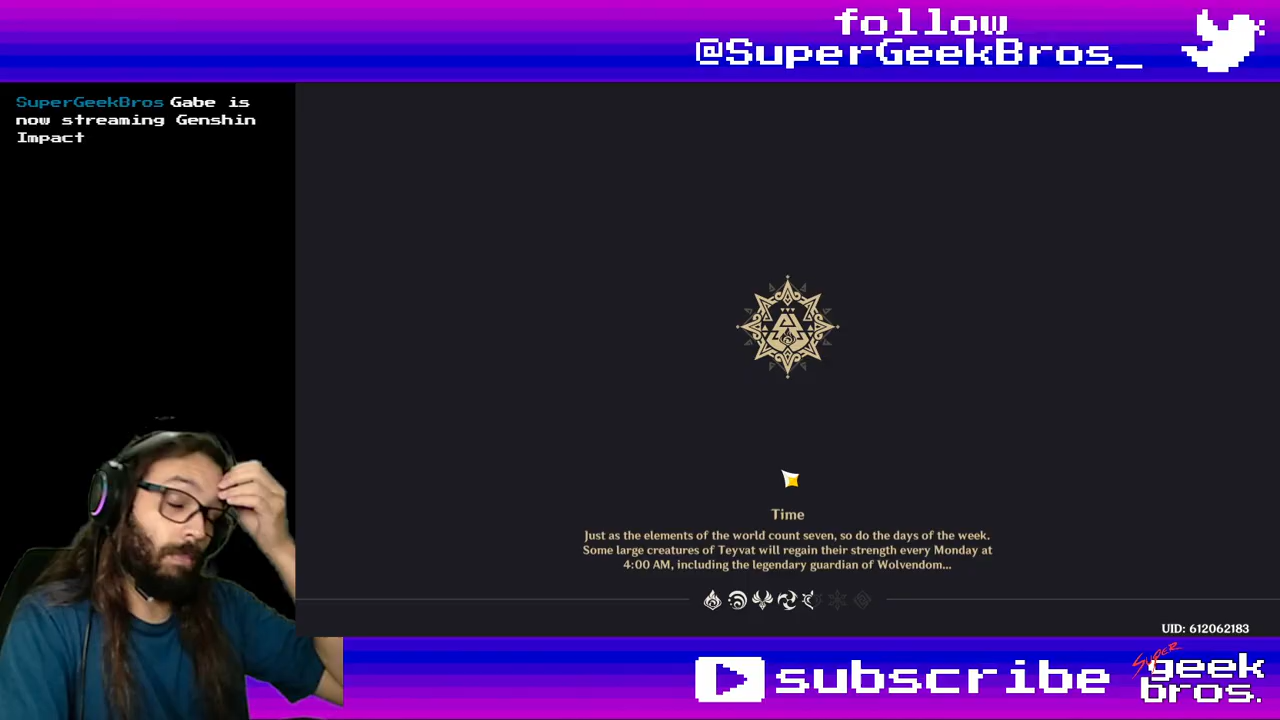 follow
@SuperGeekBros_
SuperGeekBros Gabe is
now streaming Genshin
Impact
Time
Just as the elements of the world count seven, so do the days of the week.
Some large creatures of Teyvat will regain their strength every Monday at
4:00 AM, including the legendary guardian of Wolvendom...
UID: 612062183
subscribe
SUPER
geek
bros.